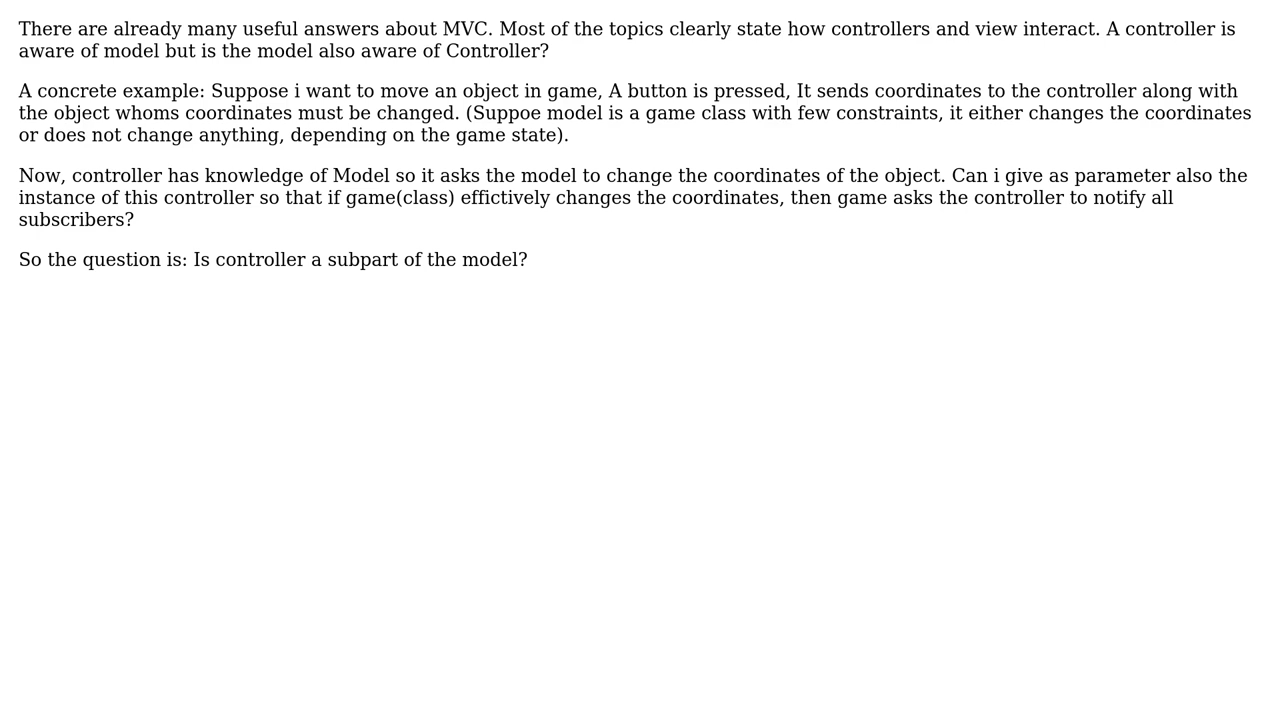 There are already many useful answers about MVC. Most of the topics clearly state how controllers and view interact. A controller is
aware of model but is the model also aware of Controller?
A concrete example: Suppose i want to move an object in game, A button is pressed, It sends coordinates to the controller along with
the object whoms coordinates must be changed. (Suppoe model is a game class with few constraints, it either changes the coordinates
or does not change anything, depending on the game state).
Now, controller has knowledge of Model so it asks the model to change the coordinates of the object. Can i give as parameter also the
instance of this controller so that if game(class) effictively changes the coordinates, then game asks the controller to notify all
subscribers?
So the question is: Is controller a subpart of the model?